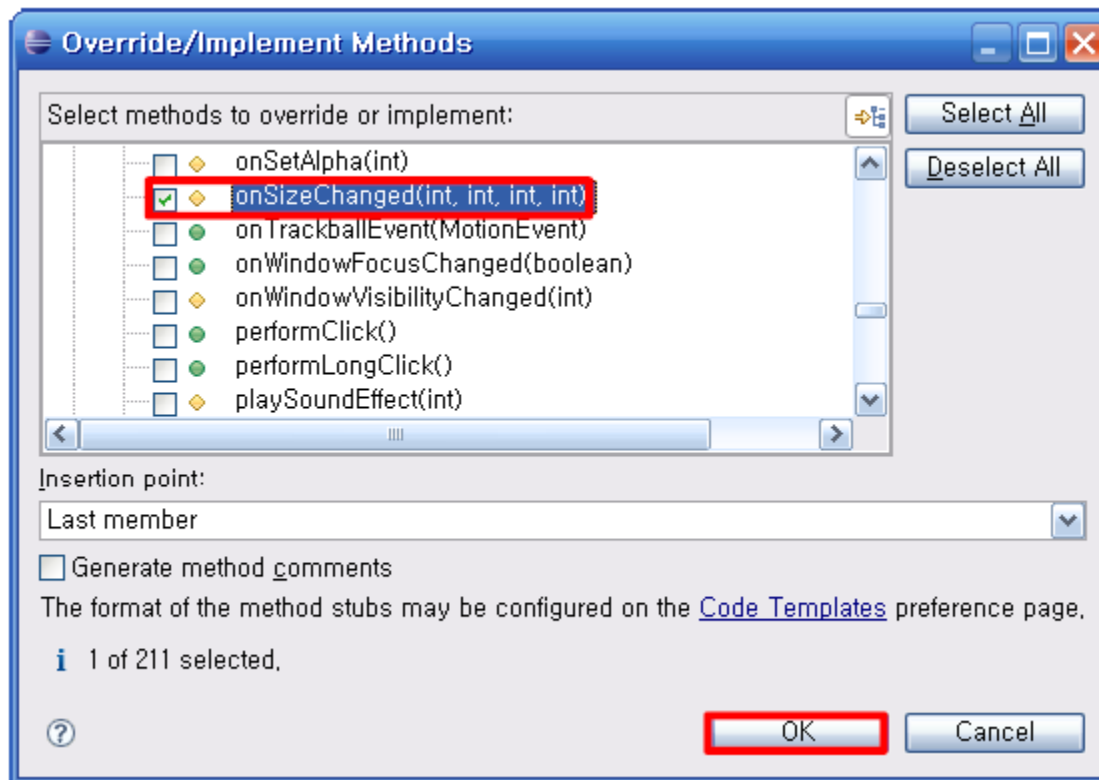 Override/Implement Methods
Select methods to override or implement:
Select All
Deselect All
onSetAlpha(int)
onSizeChanged(int, int, int, int)
onTrackballEvent(MotionEvent)
onWindowFocusChanged(boolean)
onWindowVisibilityChanged(int)
performClick()
performLongClick()
playSoundEffect(int)
Insertion point:
Last member
Generate method comments
The format of the method stubs may be configured on the Code Templates preference page.
i 1 of 211 selected.
? OK Cancel